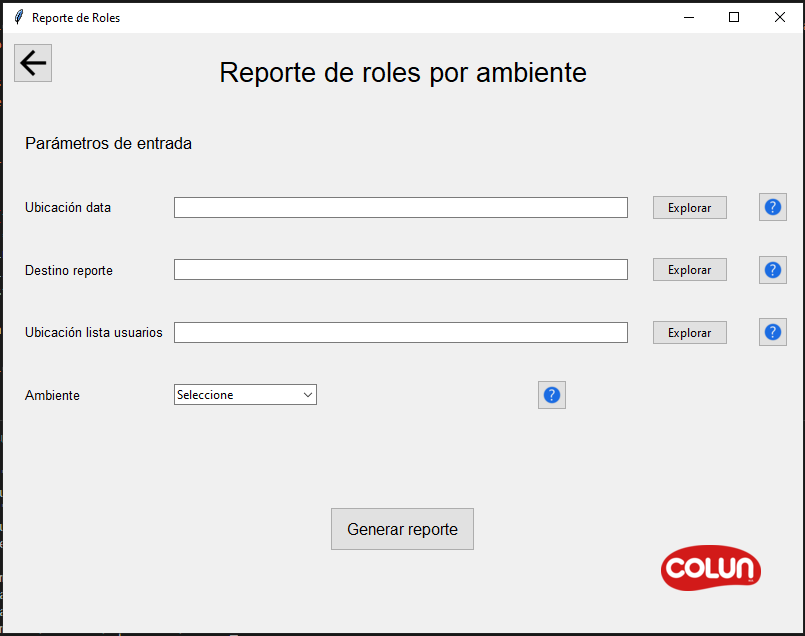 Reporte de Roles
Reporte de roles por ambiente
Parámetros de entrada
Ubicación data
Explorar
?
Destino reporte
Explorar
?
Ubicación lista usuarios
Explorar
?
Ambiente
Seleccione
?
Generar reporte
COLUN